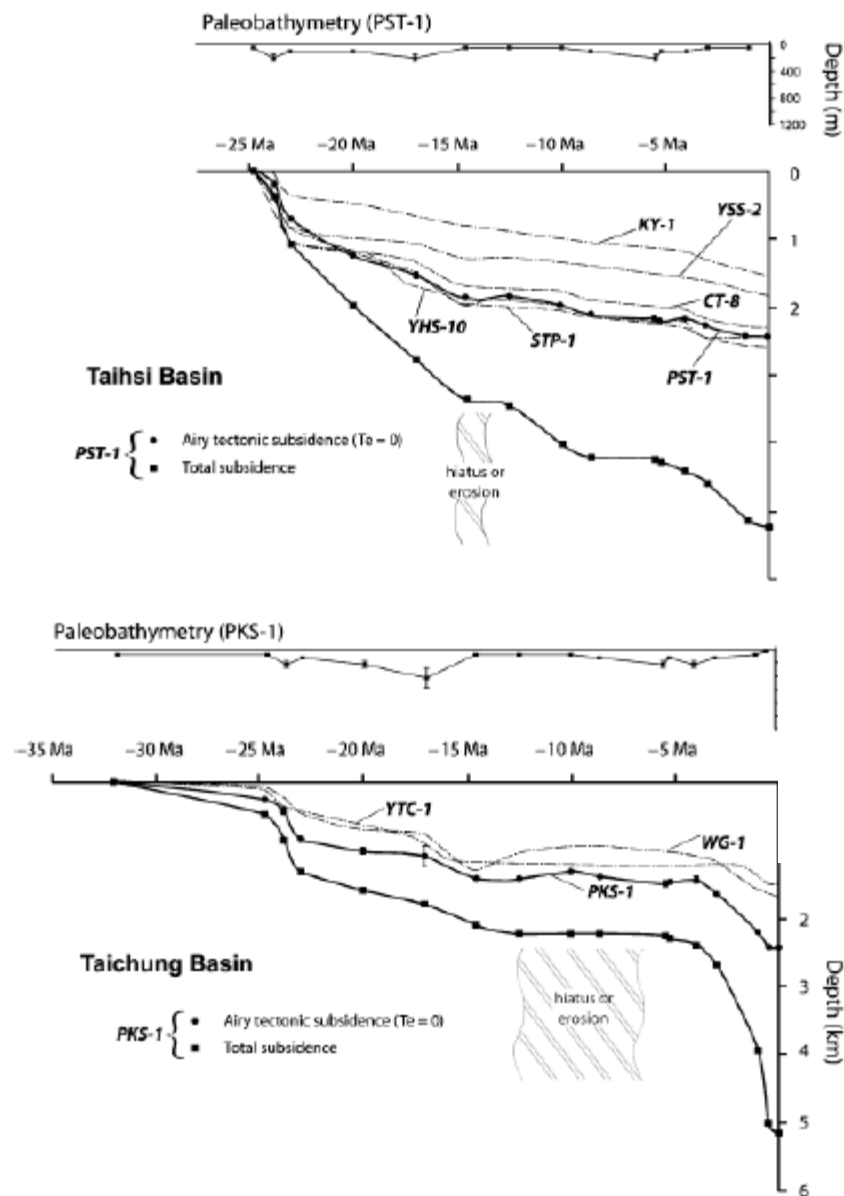 Paleobathymetry (PST-1)
0
400
800
1200
Depth (m)
−25 Ma −20 Ma −15 Ma −10 Ma −5 Ma
0
1
2
KY-1
YSS-2
CT-8
YHS-10
STP-1
PST-1
Taihsi Basin
PST-1
Airy tectonic subsidence (Te = 0)
Total subsidence
hiatus or
erosion
Paleobathymetry (PKS-1)
−35 Ma −30 Ma −25 Ma −20 Ma −15 Ma −10 Ma −5 Ma
YTC-1
WG-1
PKS-1
2
3
4
5
6
Depth (km)
Taichung Basin
PKS-1
Airy tectonic subsidence (Te = 0)
Total subsidence
hiatus or
erosion